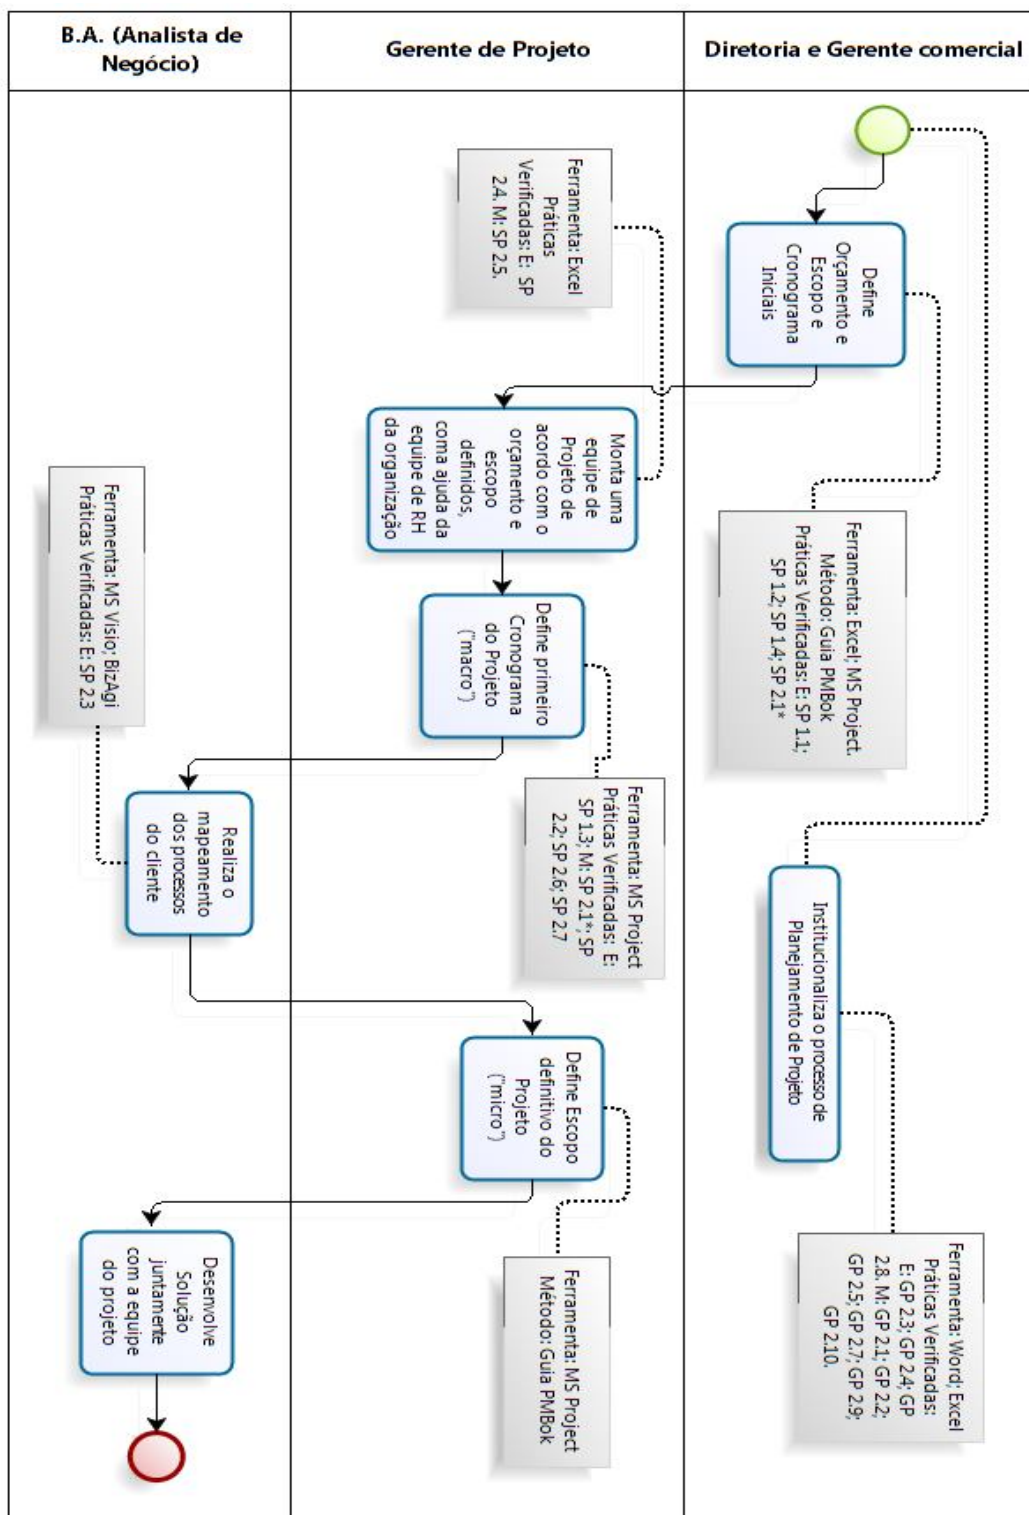 B.A. (Analista de
Negócio)
Gerente de Projeto
Diretoria e Gerente comercial
Define
Orçamento e
Escopo e
Cronograma
Iniciais
Ferramenta: Excel; MS Project.
Método: Guia PMBok
Práticas Verificadas: E: SP 1.1;
SP 1.2; SP 1.4; SP 2.1*
Institucionaliza o processo de
Planejamento de Projeto
Ferramenta: Word; Excel
Práticas Verificadas:
E: GP 2.3; GP 2.4; GP
2.8. M: GP 2.1; GP 2.2;
GP 2.5; GP 2.7; GP 2.9;
GP 2.10.
Ferramenta: Excel
Práticas
Verificadas: E: SP
2.4. M: SP 2.5.
Monta uma
equipe de
Projeto de
acordo com o
orçamento e
escopo
definidos,
coma ajuda da
equipe de RH
da organização
Define primeiro
Cronograma
do Projeto
("macro")
Ferramenta: MS Project
Práticas Verificadas: E:
SP 1.3; M: SP 2.1*; SP
2.2; SP 2.6; SP 2.7
Define Escopo
definitivo do
Projeto
("micro")
Ferramenta: MS Project
Método: Guia PMBok
Ferramenta: MS Visio; BizAgi
Práticas Verificadas: E: SP 2.3
Realiza o
mapeamento
dos processos
do cliente
Desenvolve
Solução
juntamente
com a equipe
do projeto